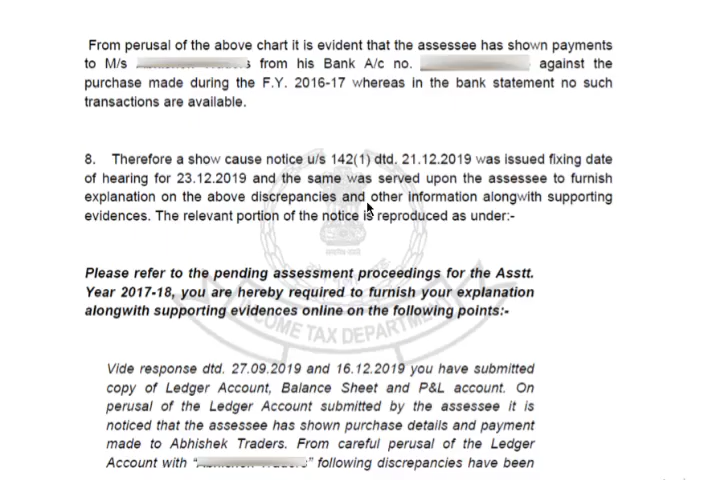 From perusal of the above chart it is evident that the assessee has shown payments
to M/s from his Bank A/c no. against the
purchase made during the F.Y. 2016-17 whereas in the bank statement no such
transactions are available.
8. Therefore a show cause notice u/s 142(1) dtd. 21.12.2019 was issued fixing date
of hearing for 23.12.2019 and the same was served upon the assessee to furnish
explanation on the above discrepancies and other information alongwith supporting
evidences. The relevant portion of the notice is reproduced as under:-
Please refer to the pending assessment proceedings for the Asstt.
Year 2017-18, you are hereby required to furnish your explanation
alongwith supporting evidences online on the following points:-
INCOME TAX DEPARTMENT
Vide response dtd. 27.09.2019 and 16.12.2019 you have submitted
copy of Ledger Account, Balance Sheet and P&L account. On
perusal of the Ledger Account submitted by the assessee it is
noticed that the assessee has shown purchase details and payment
made to Abhishek Traders. From careful perusal of the Ledger
Account with “ ” following discrepancies have been